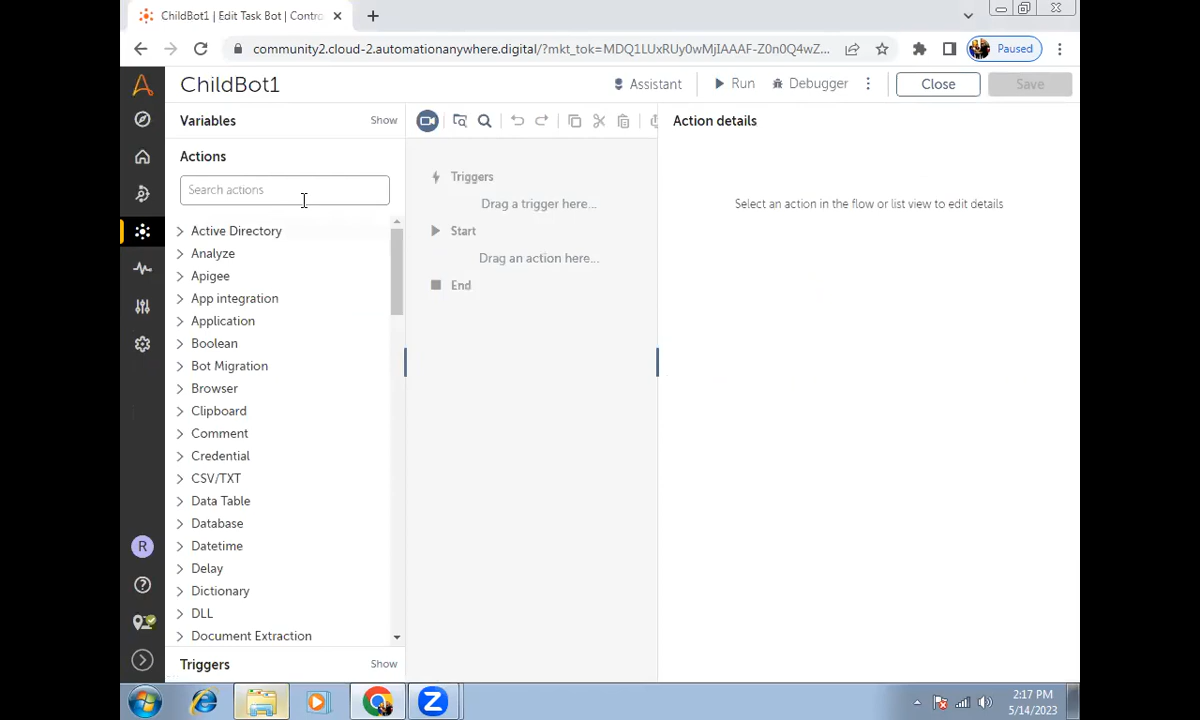 ChildBot1 | Edit Task Bot | Contro
community2.cloud-2.automationanywhere.digital/?mkt_tok=MDQ1LUxRUy0wMjIAAAF-Z0n0Q4wZ...
Paused
ChildBot1
Assistant
Run
Debugger
Close
Save
Variables
Show
Actions
Search actions
Active Directory
Analyze
Apigee
App integration
Application
Boolean
Bot Migration
Browser
Clipboard
Comment
Credential
CSV/TXT
Data Table
Database
Datetime
Delay
Dictionary
DLL
Document Extraction
Triggers
Show
Triggers
Drag a trigger here...
Start
Drag an action here...
End
Action details
Select an action in the flow or list view to edit details
R
Z
2:17 PM
5/14/2023